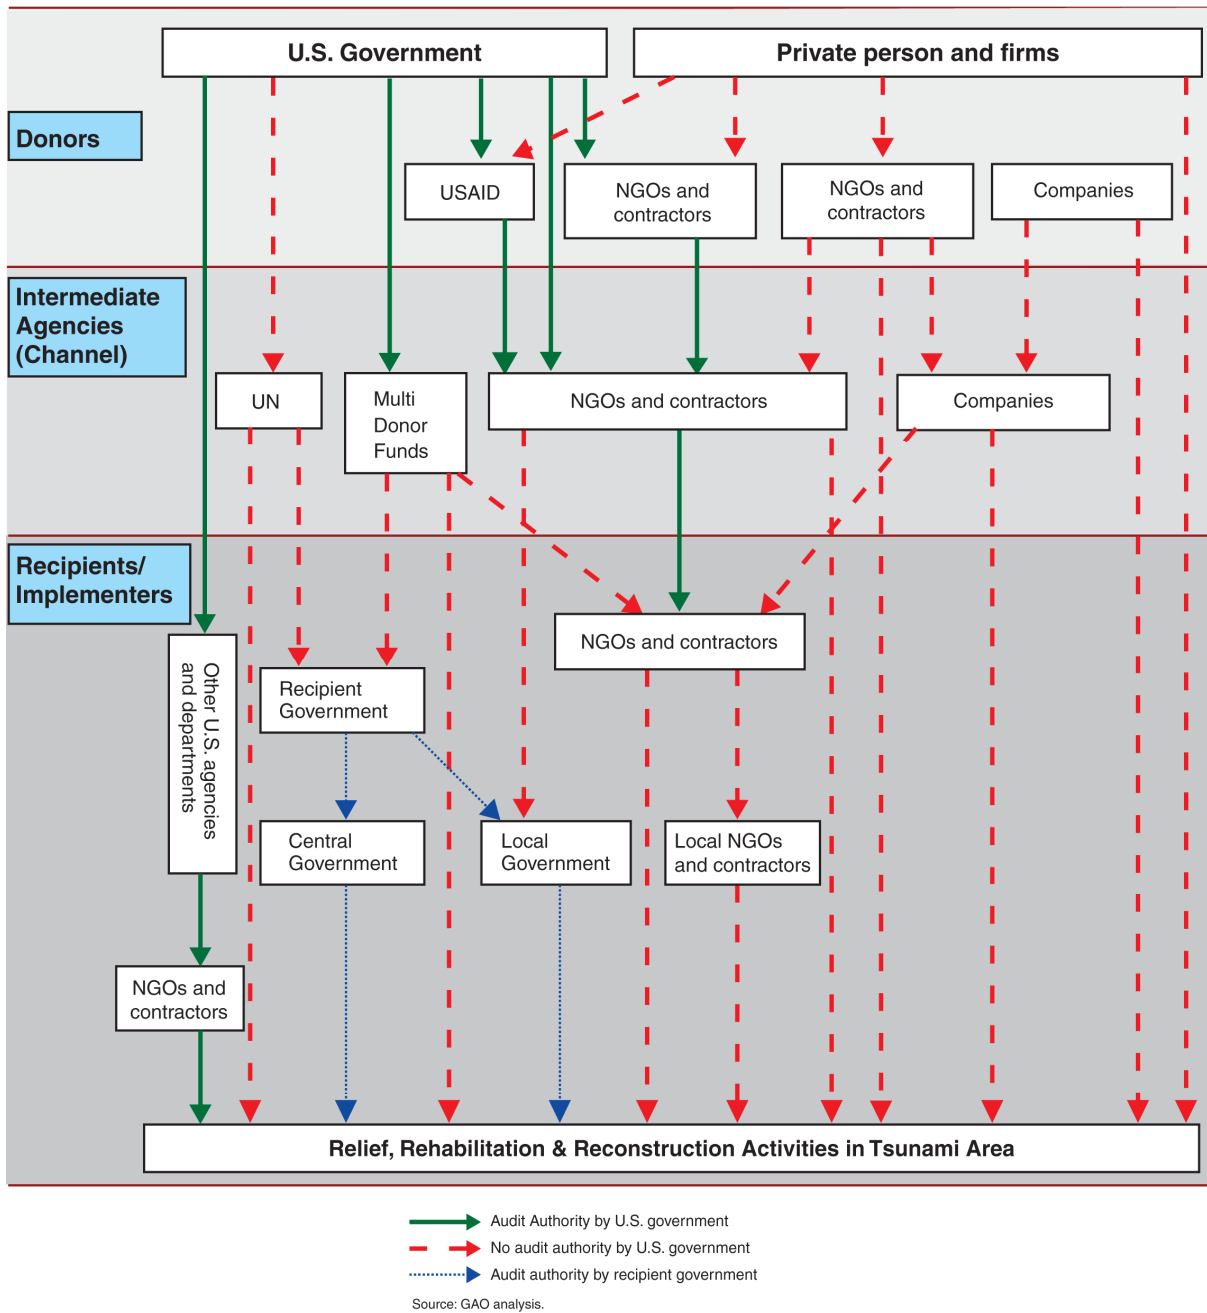 U.S. Government
Private person and firms
Donors
USAID
NGOs and
contractors
NGOs and
contractors
Companies
Intermediate
Agencies
(Channel)
UN
Multi
Donor
Funds
NGOs and contractors
Companies
Recipients/
Implementers
Other U.S. agencies
and departments
NGOs and contractors
Recipient
Government
Central
Government
Local
Government
Local NGOs
and contractors
NGOs and
contractors
Relief, Rehabilitation & Reconstruction Activities in Tsunami Area
Audit Authority by U.S. government
No audit authority by U.S. government
Audit authority by recipient government
Source: GAO analysis.